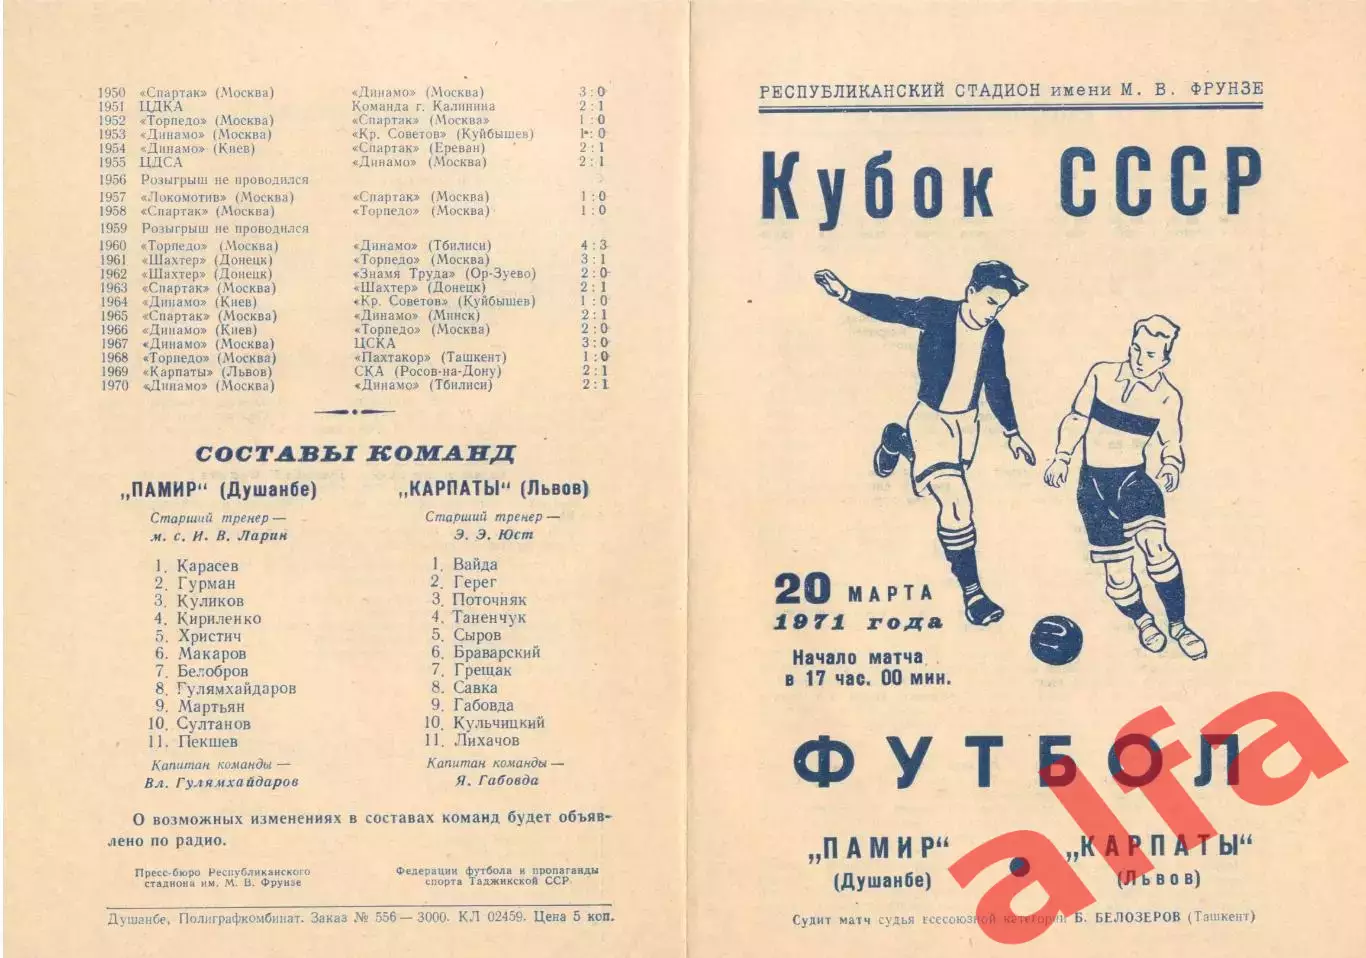 1950 «Спартак» (Москва) «Динамо» (Москва) 3:0
1951 ЦДКА Команда г. Калинина 2:1
1952 «Торпедо» (Москва) «Спартак» (Москва» 1:0
1953 «Динамо» (Москва) «Кр. Советов» (Куйбышев) 1:0
1954 «Динамо» (Киев) «Спартак» (Ереван) 2:1
1955 ЦДСА «Динамо» (Москва) 2:1
1956 Розыгрыш не проводился
1957 «Локомотив» (Москва) «Спартак» (Москва) 1:0
1958 «Спартак» (Москва) «Торпедо» (Москва) 1:0
1959 Розыгрыш не проводился
1960 «Торпедо» (Москва) «Динамо» (Тбилиси) 4:3
1961 «Шахтер» (Донецк) «Торпедо» (Москва) 3:1
1962 «Шахтер» (Донецк) «Знамя Труда» (Ор-Зуево) 2:0
1963 «Спартак» (Москва) «Шахтер» (Донецк) 2:1
1964 «Динамо» (Киев) «Кр. Советов» (Куйбышев) 1:0
1965 «Спартак» (Москва) «Динамо» (Минск) 2:1
1966 «Динамо» (Киев) «Торпедо» (Москва) 2:0
1967 «Динамо» (Москва) ЦСКА 3:0
1968 «Торпедо» (Москва) «Пахтакор» (Ташкент) 1:0
1969 «Карпаты» (Львов) СКА (Росов-на-Дону) 2:1
1970 «Динамо» (Москва) «Динамо» (Тбилиси) 2:1
СОСТАВЫ КОМАНД
„ПАМИР“ (Душанбе)
Старший тренер —
м. с. И. В. Ларин
1. Карасев
2. Гурман
3. Куликов
4. Кириленко
5. Христич
6. Макаров
7. Белобров
8. Гулямхайдаров
9. Мартьян
10. Султанов
11. Пекшев
Капитан команды —
Вл. Гулямхайдаров
„КАРПАТЫ“ (Львов)
Старший тренер —
Э. Э. Юст
1. Вайда
2. Герег
3. Поточняк
4. Таненчук
5. Сыров
6. Браварский
7. Грещак
8. Савка
9. Габовда
10. Кульчицкий
11. Лихачов
Капитан команды —
Я. Габовда
О возможных изменениях в составах команд будет объяв-
лено по радио.
Пресс-бюро Республиканского
стадиона им. М. В. Фрунзе
Федерации футбола и пропаганды
спорта Таджикской ССР
Душанбе, Полиграфкомбинат. Заказ № 556—3000. КЛ 02459. Цена 5 коп.
РЕСПУБЛИКАНСКИЙ СТАДИОН имени М. В. ФРУНЗЕ
Кубок СССР
20 МАРТА
1971 года
Начало матча
в 17 час. 00 мин.
ФУТБОЛ
„ПАМИР“
(Душанбе)
„КАРПАТЫ“
(Львов)
Судит матч судья всесоюзной категории Б. БЕЛОЗЕРОВ (Ташкент)
alfa